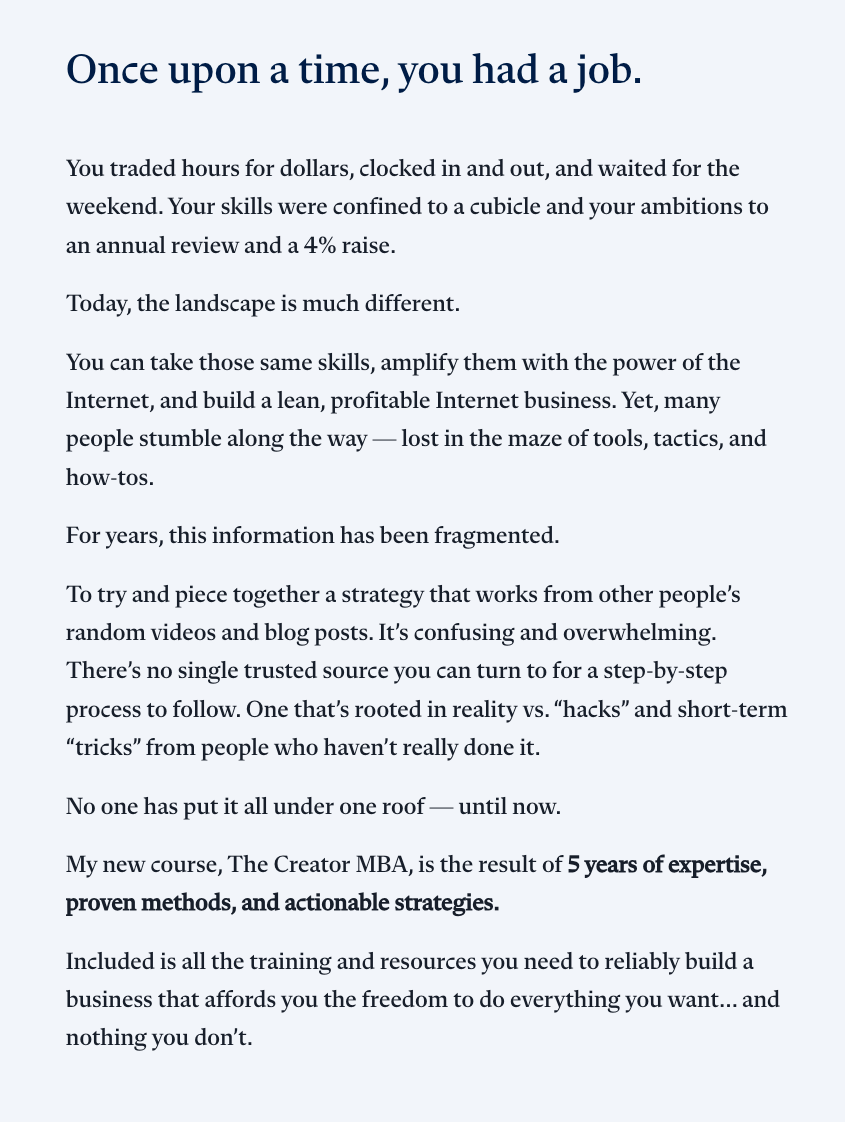 Once upon a time, you had a job.
You traded hours for dollars, clocked in and out, and waited for the
weekend. Your skills were confined to a cubicle and your ambitions to
an annual review and a 4% raise.
Today, the landscape is much different.
You can take those same skills, amplify them with the power of the
Internet, and build a lean, profitable Internet business. Yet, many
people stumble along the way — lost in the maze of tools, tactics, and
how-tos.
For years, this information has been fragmented.
To try and piece together a strategy that works from other people’s
random videos and blog posts. It’s confusing and overwhelming.
There’s no single trusted source you can turn to for a step-by-step
process to follow. One that’s rooted in reality vs. “hacks” and short-term
“tricks” from people who haven’t really done it.
No one has put it all under one roof — until now.
My new course, The Creator MBA, is the result of 5 years of expertise,
proven methods, and actionable strategies.
Included is all the training and resources you need to reliably build a
business that affords you the freedom to do everything you want… and
nothing you don’t.